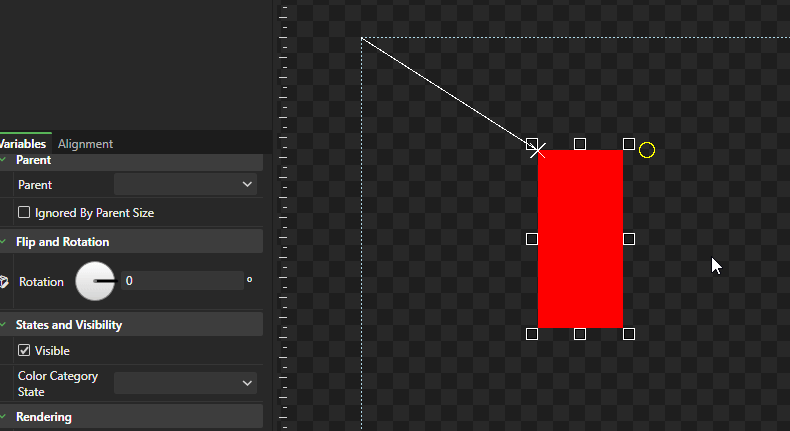 Variables Alignment
Parent
Parent
Ignored By Parent Size
Flip and Rotation
Rotation 0 º
States and Visibility
Visible
Color Category
State
Rendering